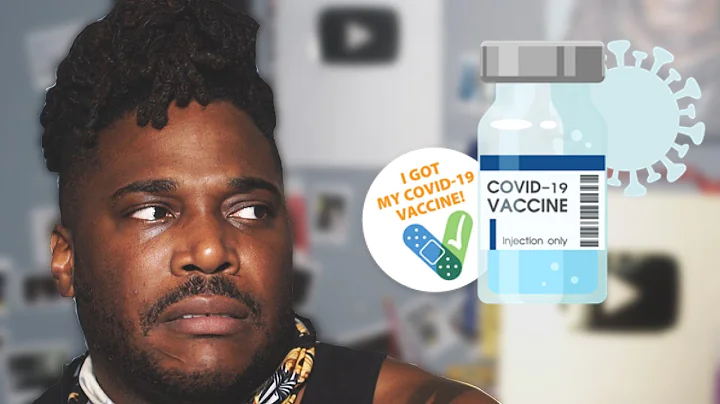 I GOT
MY COVID-19
VACCINE!
COVID-19
VACCINE
Injection only